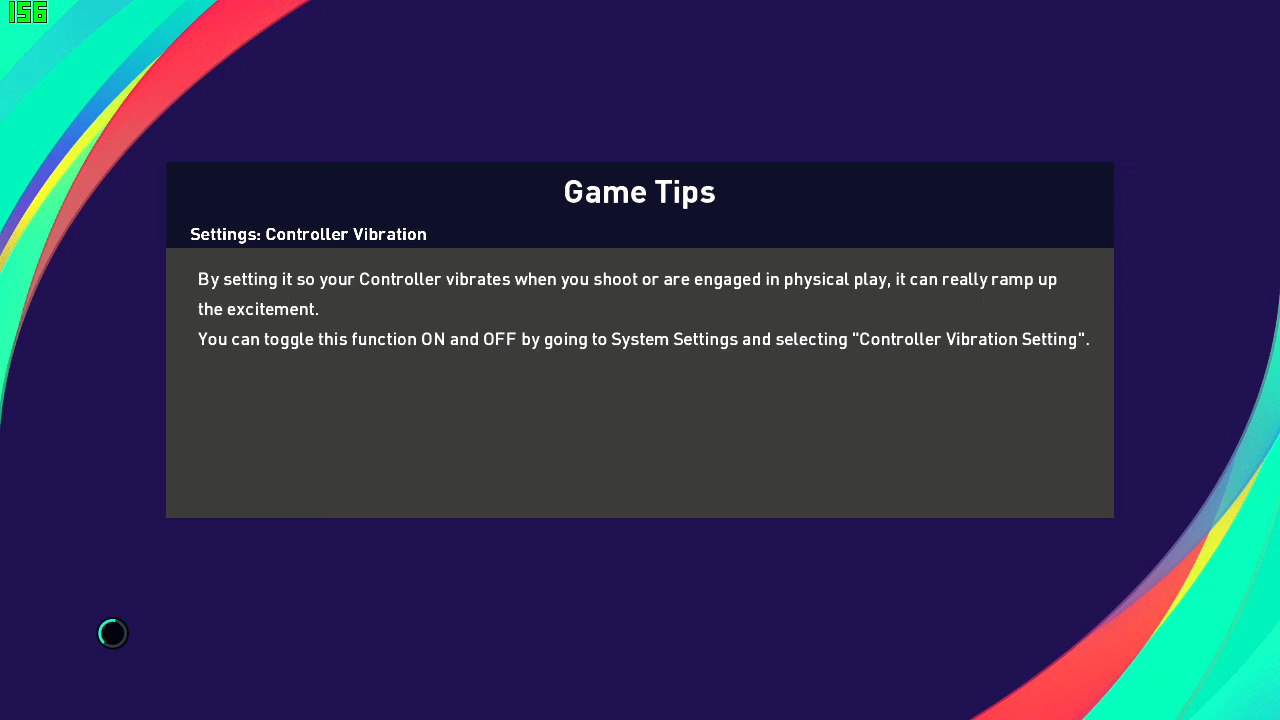 156
Game Tips
Settings: Controller Vibration
By setting it so your Controller vibrates when you shoot or are engaged in physical play, it can really ramp up
the excitement.
You can toggle this function ON and OFF by going to System Settings and selecting "Controller Vibration Setting".